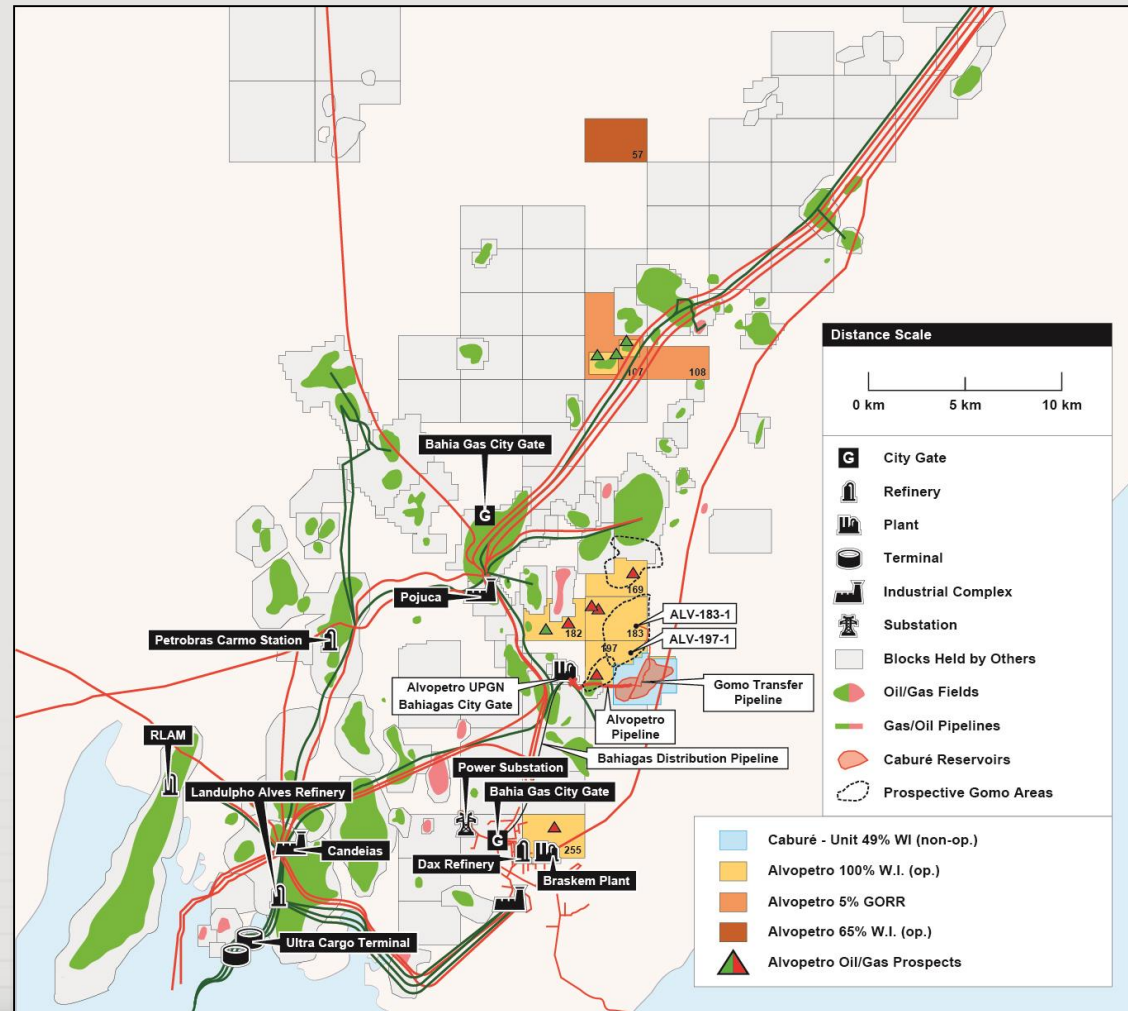 57
107
108
Bahia Gas City Gate
G
Pojuca
169
ALV-183-1
182
183
ALV-197-1
197
Petrobras Carmo Station
Alvopetro UPGN
Bahiagas City Gate
Gomo Transfer
Pipeline
Alvopetro
Pipeline
Bahiagas Distribution Pipeline
RLAM
Power Substation
Landulpho Alves Refinery
Bahia Gas City Gate
G
Candeias
Dax Refinery
255
Braskem Plant
Ultra Cargo Terminal
Distance Scale
0 km
5 km
10 km
G
City Gate
Refinery
Plant
Terminal
Industrial Complex
Substation
Blocks Held by Others
Oil/Gas Fields
Gas/Oil Pipelines
Caburé Reservoirs
Prospective Gomo Areas
Caburé - Unit 49% WI (non-op.)
Alvopetro 100% W.I. (op.)
Alvopetro 5% GORR
Alvopetro 65% W.I. (op.)
Alvopetro Oil/Gas Prospects